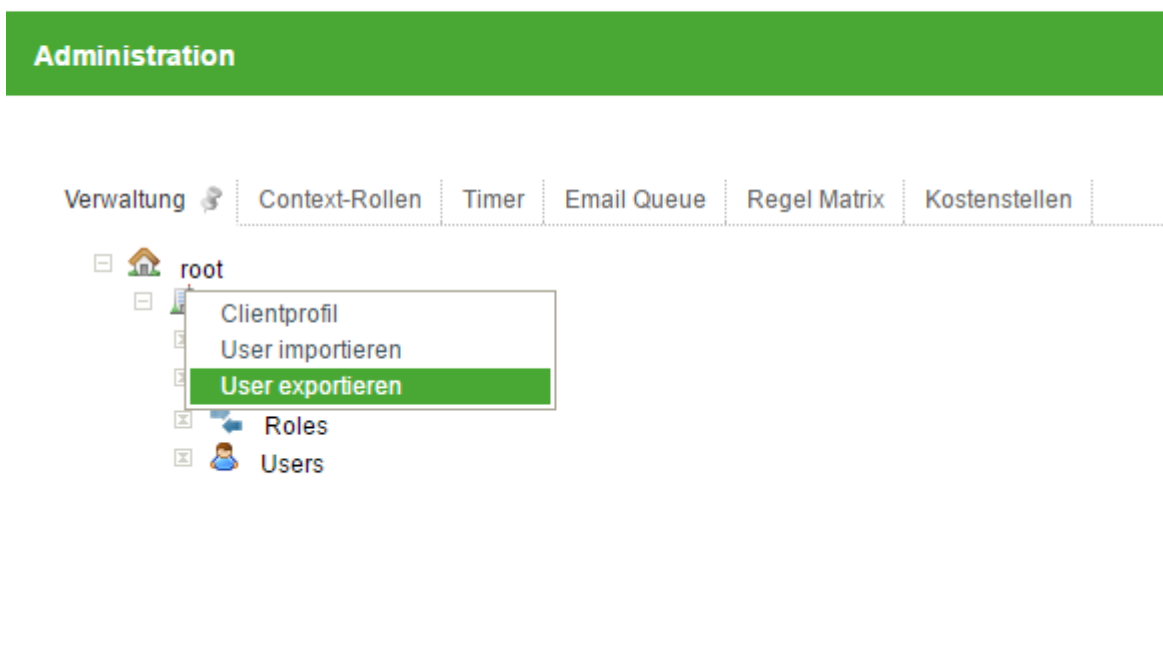 Administration
Verwaltung Context-Rollen Timer Email Queue Regel Matrix Kostenstellen
root
Clientprofil
User importieren
User exportieren
Roles
Users